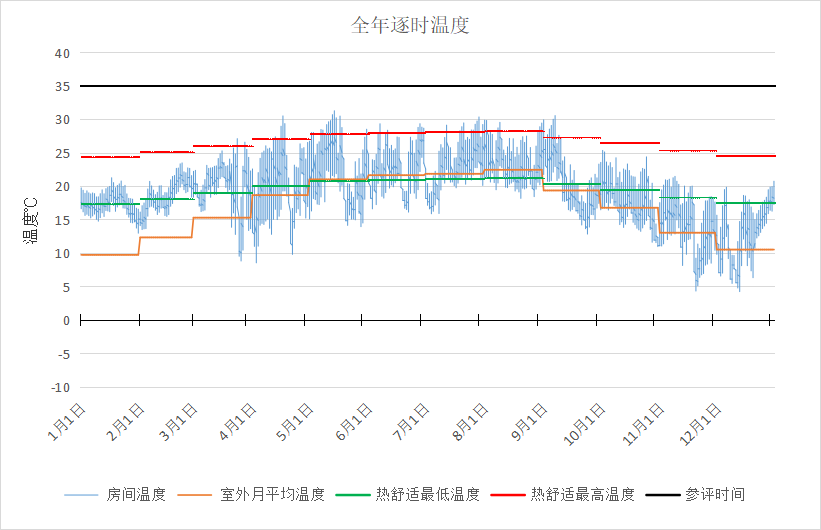 全年逐时温度
40
35
30
25
20
15
10
5
0
-5
-10
温度℃
1月1日
2月1日
3月1日
4月1日
5月1日
6月1日
7月1日
8月1日
9月1日
10月1日
11月1日
12月1日
房间温度 室外月平均温度 热舒适最低温度 热舒适最高温度 参评时间